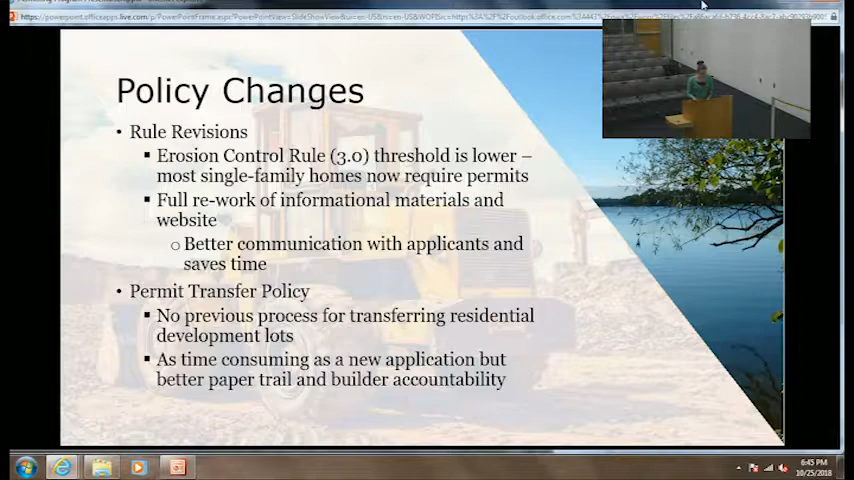 Policy Changes
• Rule Revisions
▪ Erosion Control Rule (3.0) threshold is lower –
most single-family homes now require permits
▪ Full re-work of informational materials and
website
o Better communication with applicants and
saves time
• Permit Transfer Policy
▪ No previous process for transferring residential
development lots
▪ As time consuming as a new application but
better paper trail and builder accountability
6:45 PM
10/25/2018